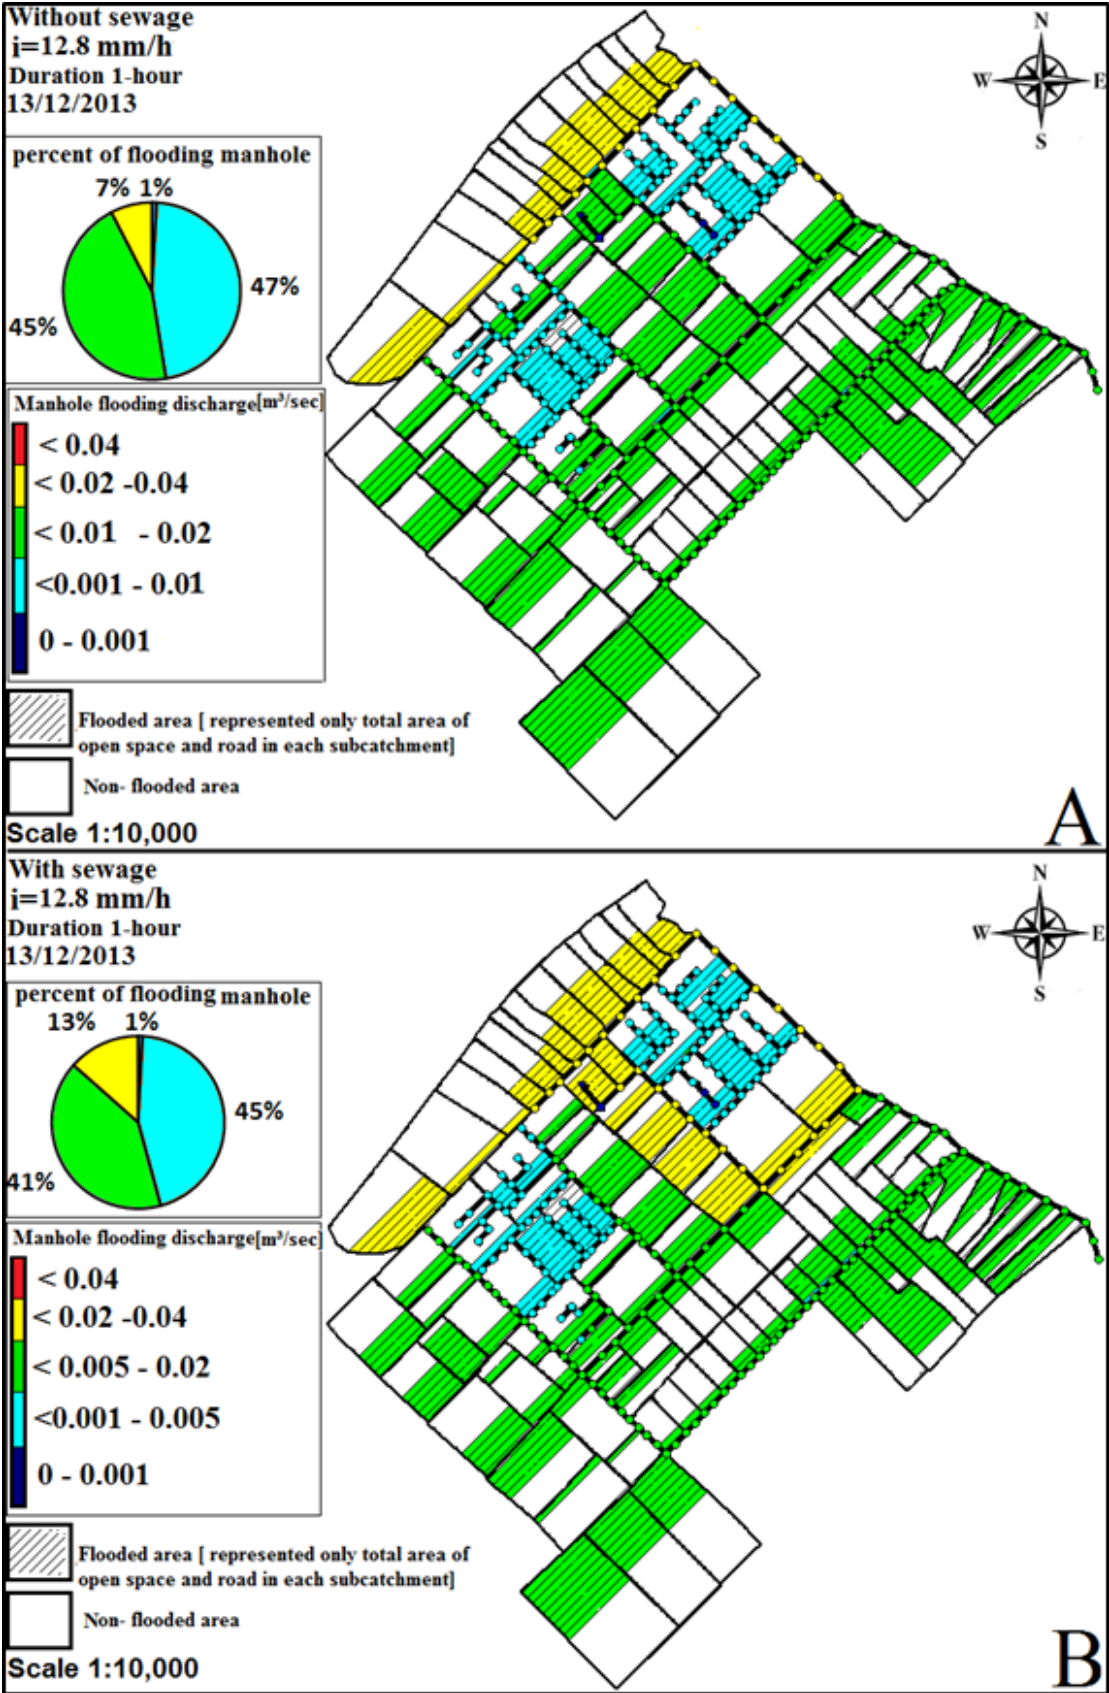 Without sewage
i=12.8 mm/h
Duration 1-hour
13/12/2013
N
W
E
S
percent of flooding manhole
7% 1%
47%
45%
Manhole flooding discharge[m³/sec]
< 0.04
< 0.02 -0.04
< 0.01 - 0.02
<0.001 - 0.01
0 - 0.001
Flooded area [ represented only total area of
open space and road in each subcatchment]
Non- flooded area
Scale 1:10,000
A
With sewage
i=12.8 mm/h
Duration 1-hour
13/12/2013
N
W
E
S
percent of flooding manhole
13% 1%
45%
41%
Manhole flooding discharge[m³/sec]
< 0.04
< 0.02 -0.04
< 0.005 - 0.02
<0.001 - 0.005
0 - 0.001
Flooded area [ represented only total area of
open space and road in each subcatchment]
Non- flooded area
Scale 1:10,000
B